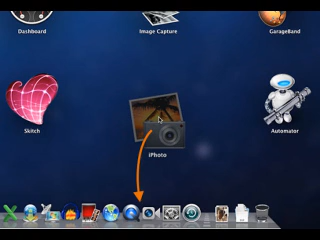 Dashboard
Image Capture
GarageBand
Skitch
iPhoto
Automator